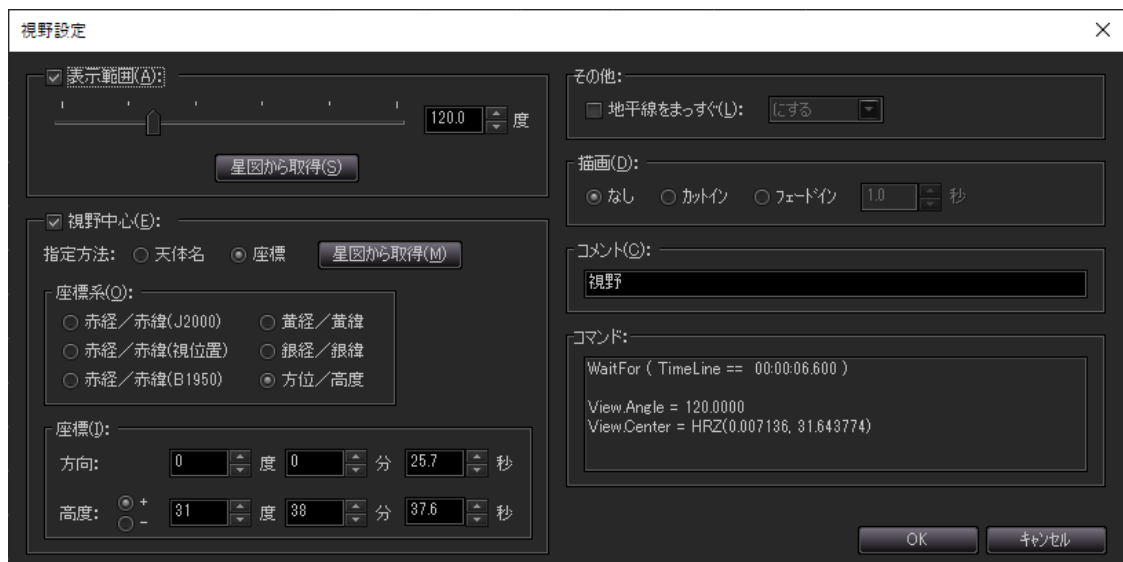 視野設定
表示範囲(A):
120.0 度
星図から取得(S)
視野中心(E):
指定方法: 天体名 座標 星図から取得(M)
座標系(O):
赤経／赤緯(J2000) 黄経／黄緯
赤経／赤緯(視位置) 銀経／銀緯
赤経／赤緯(B1950) 方位／高度
座標(I):
方向: 0 度 0 分 25.7 秒
高度: + - 31 度 38 分 37.6 秒
その他:
地平線をまっすぐ(L): にする
描画(D):
なし カットイン フェードイン 1.0 秒
コメント(C):
視野
コマンド:
WaitFor ( TimeLine == 00:00:06.600 )
View.Angle = 120.0000
View.Center = HRZ(0.007136, 31.643774)
OK キャンセル